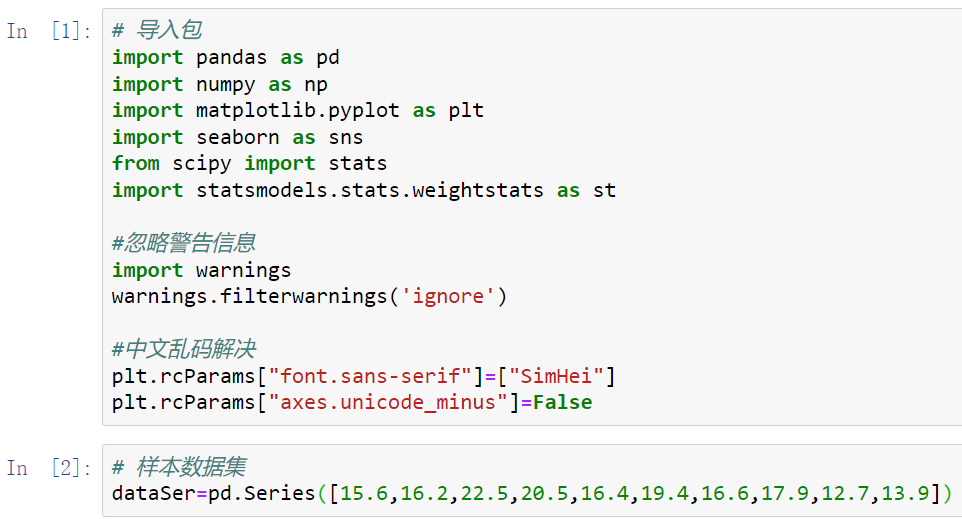 In [1]:
# 导入包
import pandas as pd
import numpy as np
import matplotlib.pyplot as plt
import seaborn as sns
from scipy import stats
import statsmodels.stats.weightstats as st
#忽略警告信息
import warnings
warnings.filterwarnings('ignore')
#中文乱码解决
plt.rcParams["font.sans-serif"]=["SimHei"]
plt.rcParams["axes.unicode_minus"]=False
In [2]:
# 样本数据集
dataSer=pd.Series([15.6,16.2,22.5,20.5,16.4,19.4,16.6,17.9,12.7,13.9])